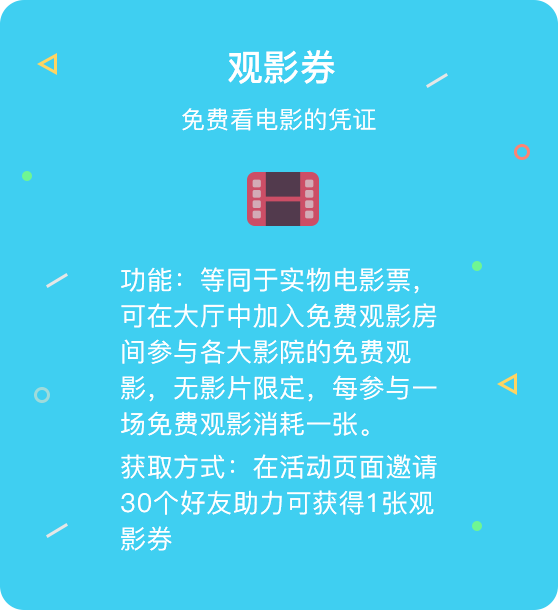 观影券
免费看电影的凭证
功能：等同于实物电影票，
可在大厅中加入免费观影房
间参与各大影院的免费观
影，无影片限定，每参与一
场免费观影消耗一张。
获取方式：在活动页面邀请
30个好友助力可获得1张观
影券